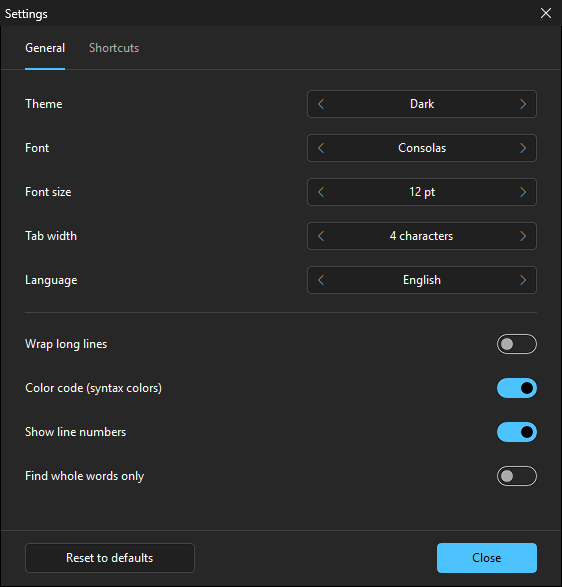 Settings
General Shortcuts
Theme Dark
Font Consolas
Font size 12 pt
Tab width 4 characters
Language English
Wrap long lines
Color code (syntax colors)
Show line numbers
Find whole words only
Reset to defaults Close